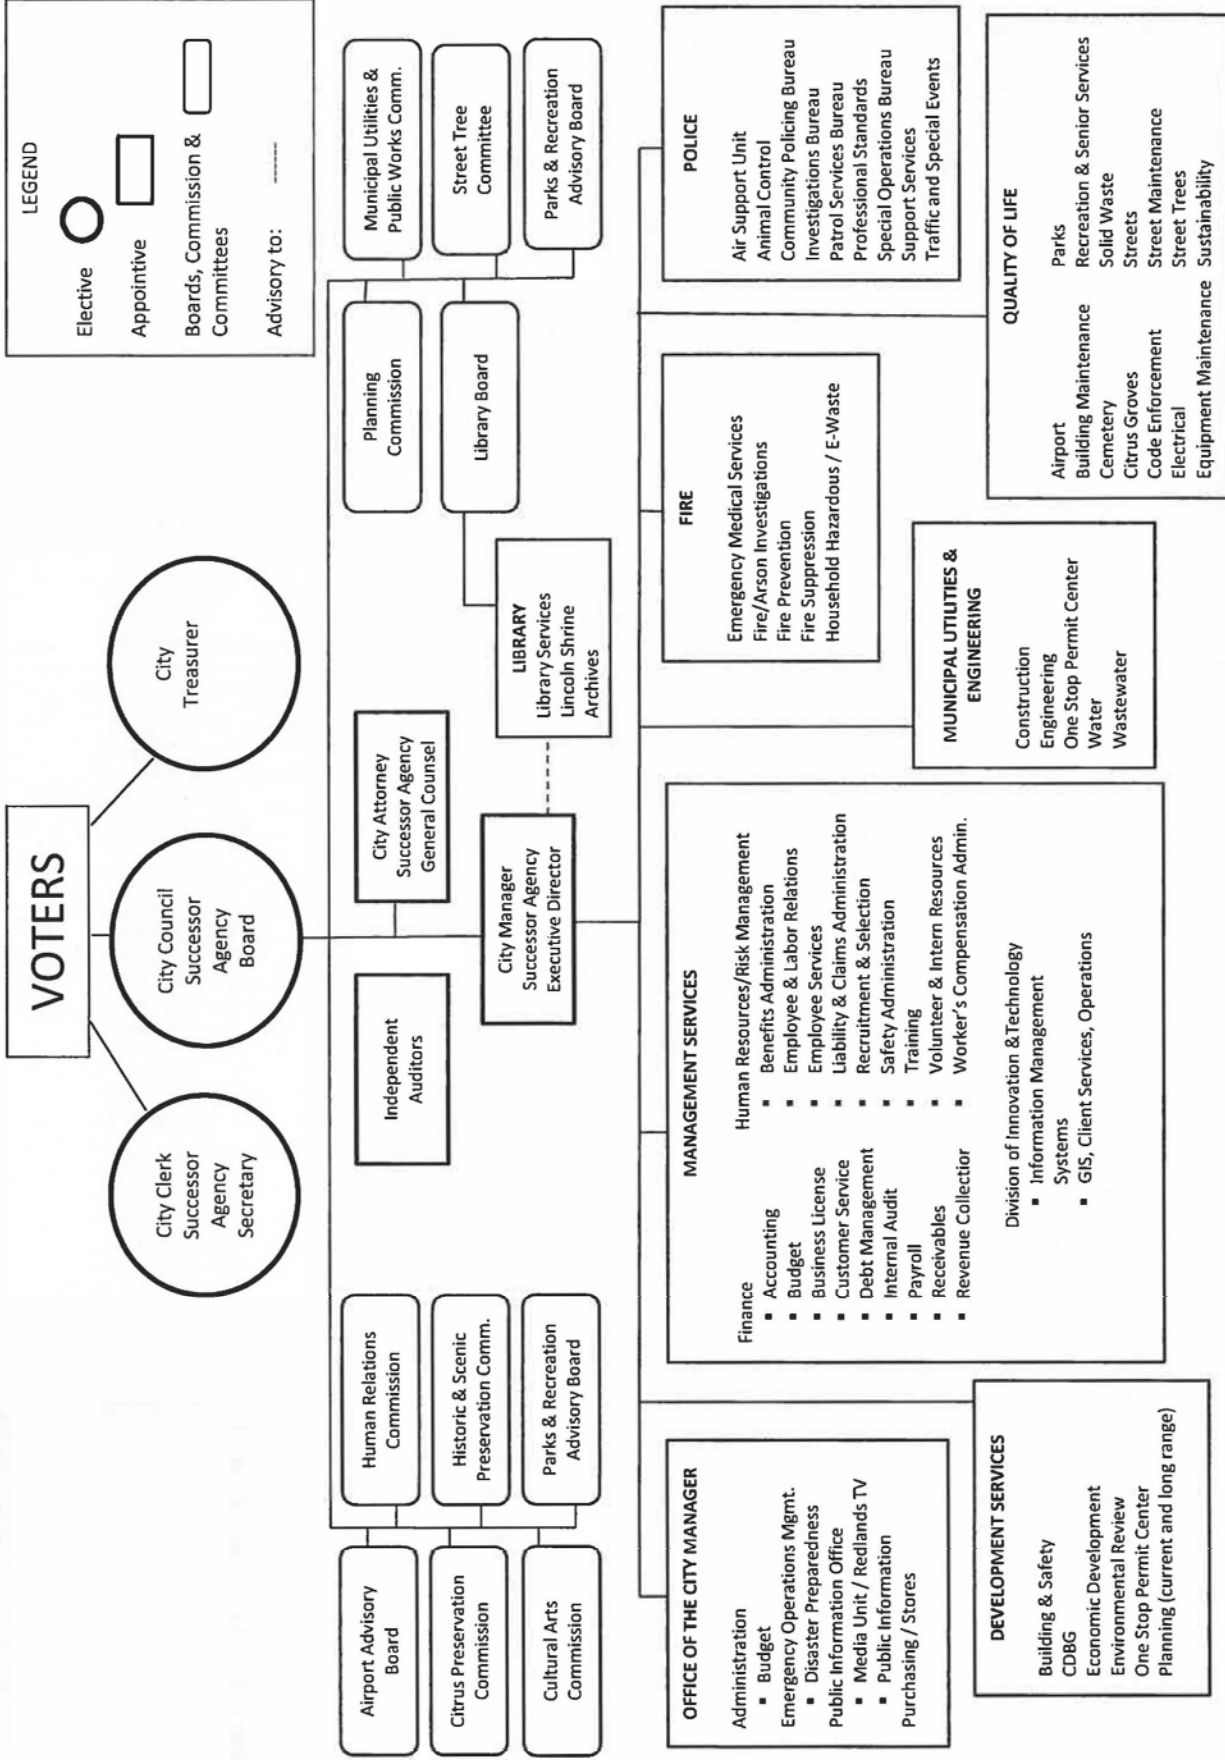 VOTERS
City Clerk
Successor
Agency
Secretary
City Council
Successor
Agency
Board
City
Treasurer
LEGEND
Elective
Appointive
Boards, Commission &
Committees
Advisory to: ------
Airport Advisory
Board
Human Relations
Commission
Citrus Preservation
Commission
Historic & Scenic
Preservation Comm.
Cultural Arts
Commission
Parks & Recreation
Advisory Board
Independent
Auditors
City Attorney
Successor Agency
General Counsel
City Manager
Successor Agency
Executive Director
LIBRARY
Library Services
Lincoln Shrine
Archives
Planning
Commission
Library Board
Municipal Utilities &
Public Works Comm.
Street Tree
Committee
Parks & Recreation
Advisory Board
OFFICE OF THE CITY MANAGER
Administration
▪ Budget
Emergency Operations Mgmt.
▪ Disaster Preparedness
Public Information Office
▪ Media Unit / Redlands TV
▪ Public Information
Purchasing / Stores
DEVELOPMENT SERVICES
Building & Safety
CDBG
Economic Development
Environmental Review
One Stop Permit Center
Planning (current and long range)
MANAGEMENT SERVICES
Finance
▪ Accounting
▪ Budget
▪ Business License
▪ Customer Service
▪ Debt Management
▪ Internal Audit
▪ Payroll
▪ Receivables
▪ Revenue Collection
Human Resources/Risk Management
▪ Benefits Administration
▪ Employee & Labor Relations
▪ Employee Services
▪ Liability & Claims Administration
▪ Recruitment & Selection
▪ Safety Administration
▪ Training
▪ Volunteer & Intern Resources
▪ Worker's Compensation Admin.
Division of Innovation &Technology
▪ Information Management
Systems
▪ GIS, Client Services, Operations
MUNICIPAL UTILITIES &
ENGINEERING
Construction
Engineering
One Stop Permit Center
Water
Wastewater
FIRE
Emergency Medical Services
Fire/Arson Investigations
Fire Prevention
Fire Suppression
Household Hazardous / E-Waste
POLICE
Air Support Unit
Animal Control
Community Policing Bureau
Investigations Bureau
Patrol Services Bureau
Professional Standards
Special Operations Bureau
Support Services
Traffic and Special Events
QUALITY OF LIFE
Airport
Building Maintenance
Cemetery
Citrus Groves
Code Enforcement
Electrical
Equipment Maintenance
Parks
Recreation & Senior Services
Solid Waste
Streets
Street Maintenance
Street Trees
Sustainability